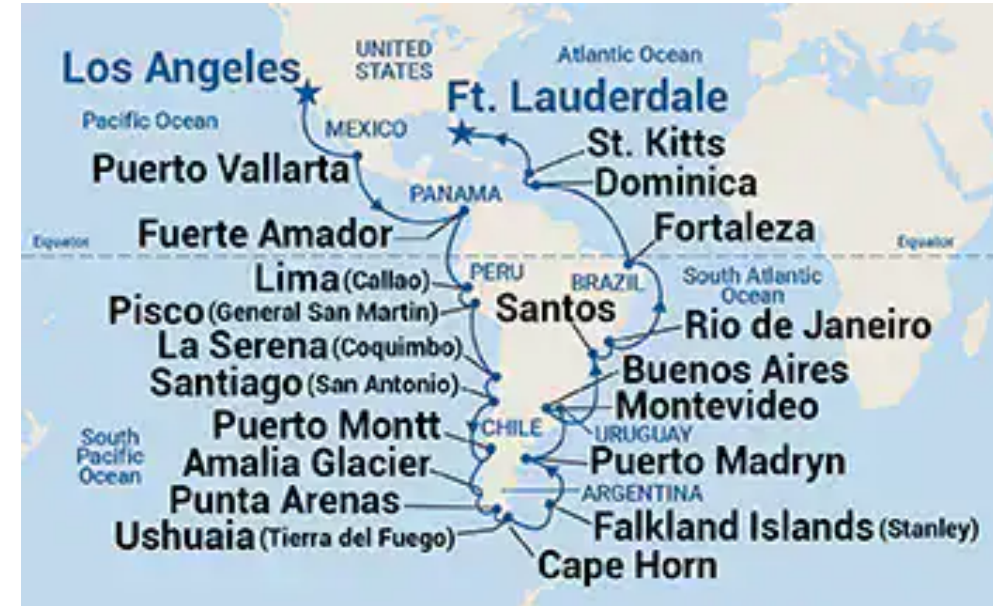 UNITED
STATES
Atlantic Ocean
Los Angeles
Ft. Lauderdale
Pacific Ocean
MEXICO
St. Kitts
Puerto Vallarta
Dominica
PANAMA
Fuerte Amador
Fortaleza
Equator
Equator
Lima (Callao)
PERU
BRAZIL
South Atlantic
Ocean
Pisco (General San Martin)
Santos
Rio de Janeiro
La Serena (Coquimbo)
Santiago (San Antonio)
Buenos Aires
Montevideo
Puerto Montt
CHILE
URUGUAY
South
Pacific
Ocean
Amalia Glacier
Puerto Madryn
Punta Arenas
ARGENTINA
Ushuaia (Tierra del Fuego)
Falkland Islands (Stanley)
Cape Horn